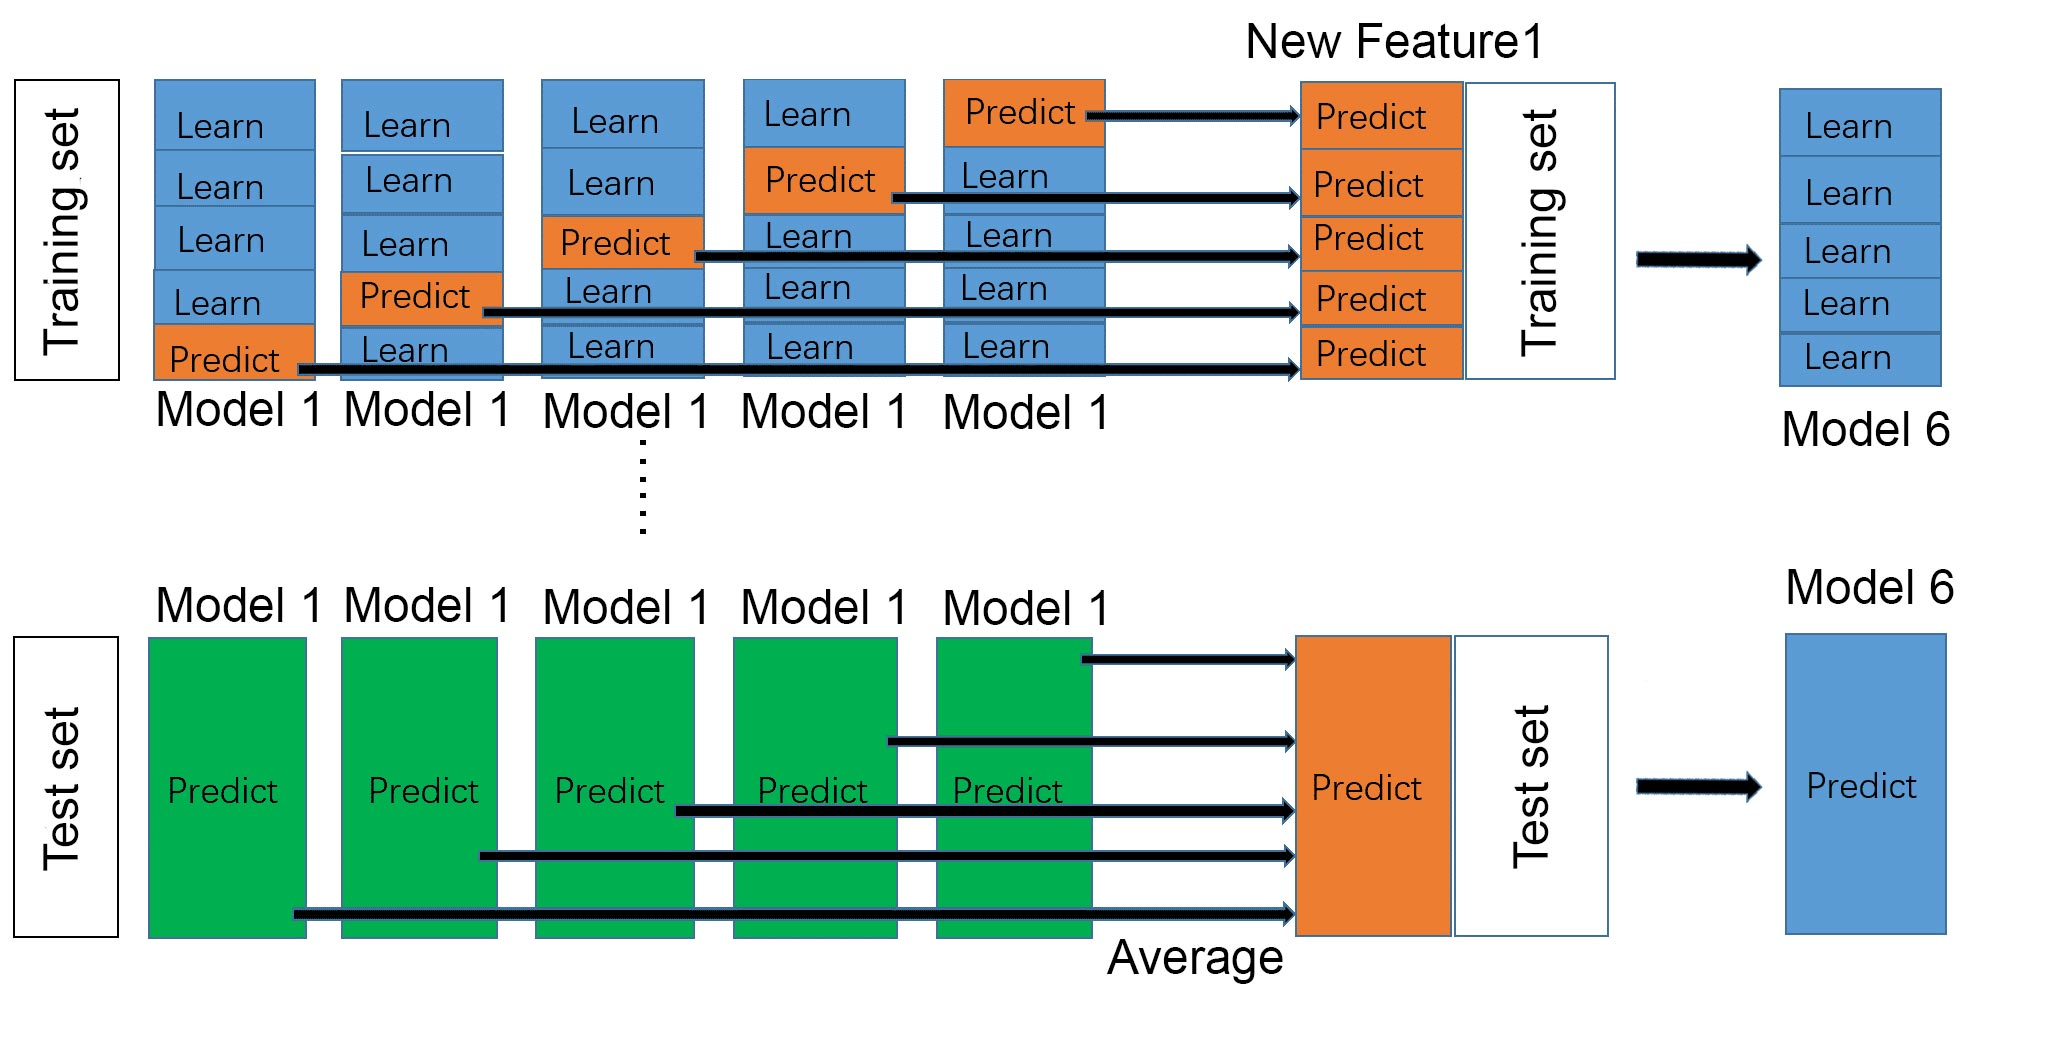 New Feature1
Training set
Learn Learn Learn Learn Predict Predict Learn
Learn Learn Learn Predict Learn Predict Learn
Learn Learn Predict Learn Learn Predict Learn
Learn Predict Learn Learn Learn Predict Learn
Predict Learn Learn Learn Learn Predict Learn
Training set
Model 1 Model 1 Model 1 Model 1 Model 1 Model 6
Model 1 Model 1 Model 1 Model 1 Model 1 Model 6
Test set
Predict Predict Predict Predict Predict Predict
Test set
Predict
Average